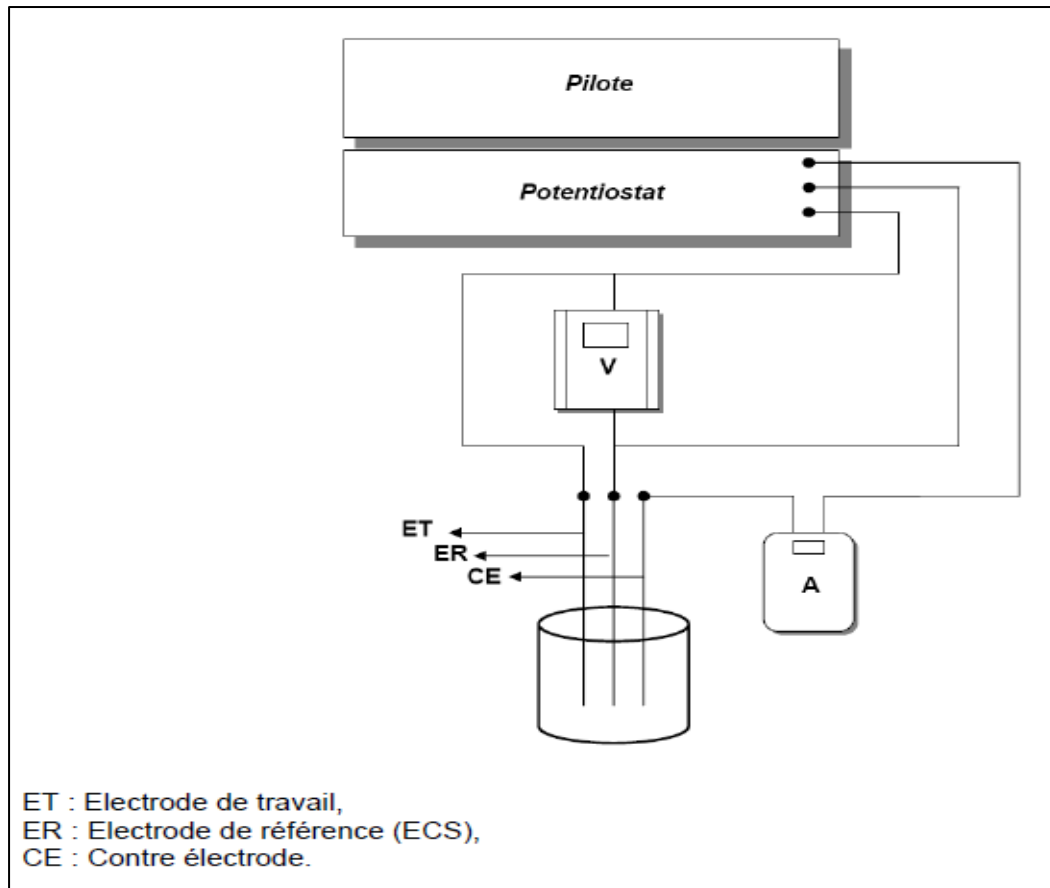 Pilote
Potentiostat
V
ET
ER
CE
A
ET : Electrode de travail,
ER : Electrode de référence (ECS),
CE : Contre électrode.